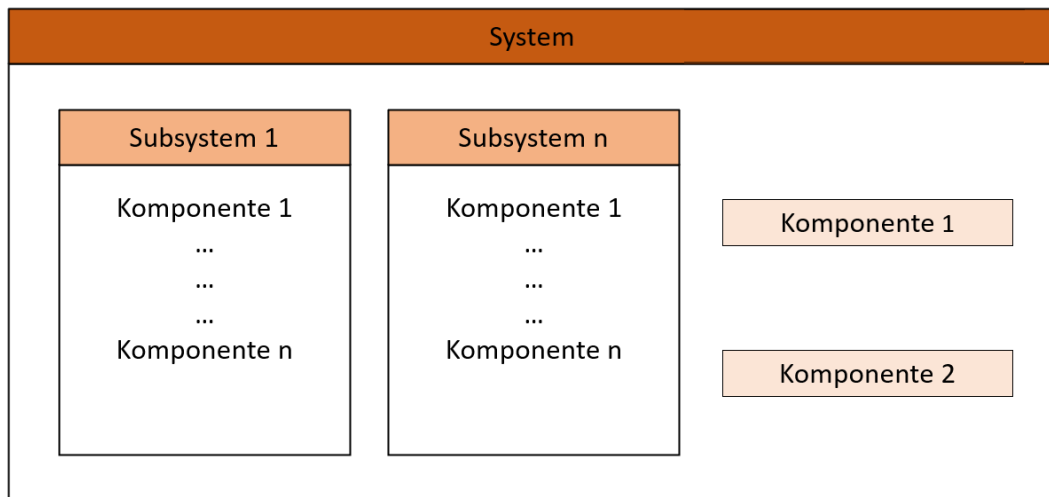 System
Subsystem 1
Komponente 1
...
...
...
Komponente n
Subsystem n
Komponente 1
...
...
...
Komponente n
Komponente 1
Komponente 2